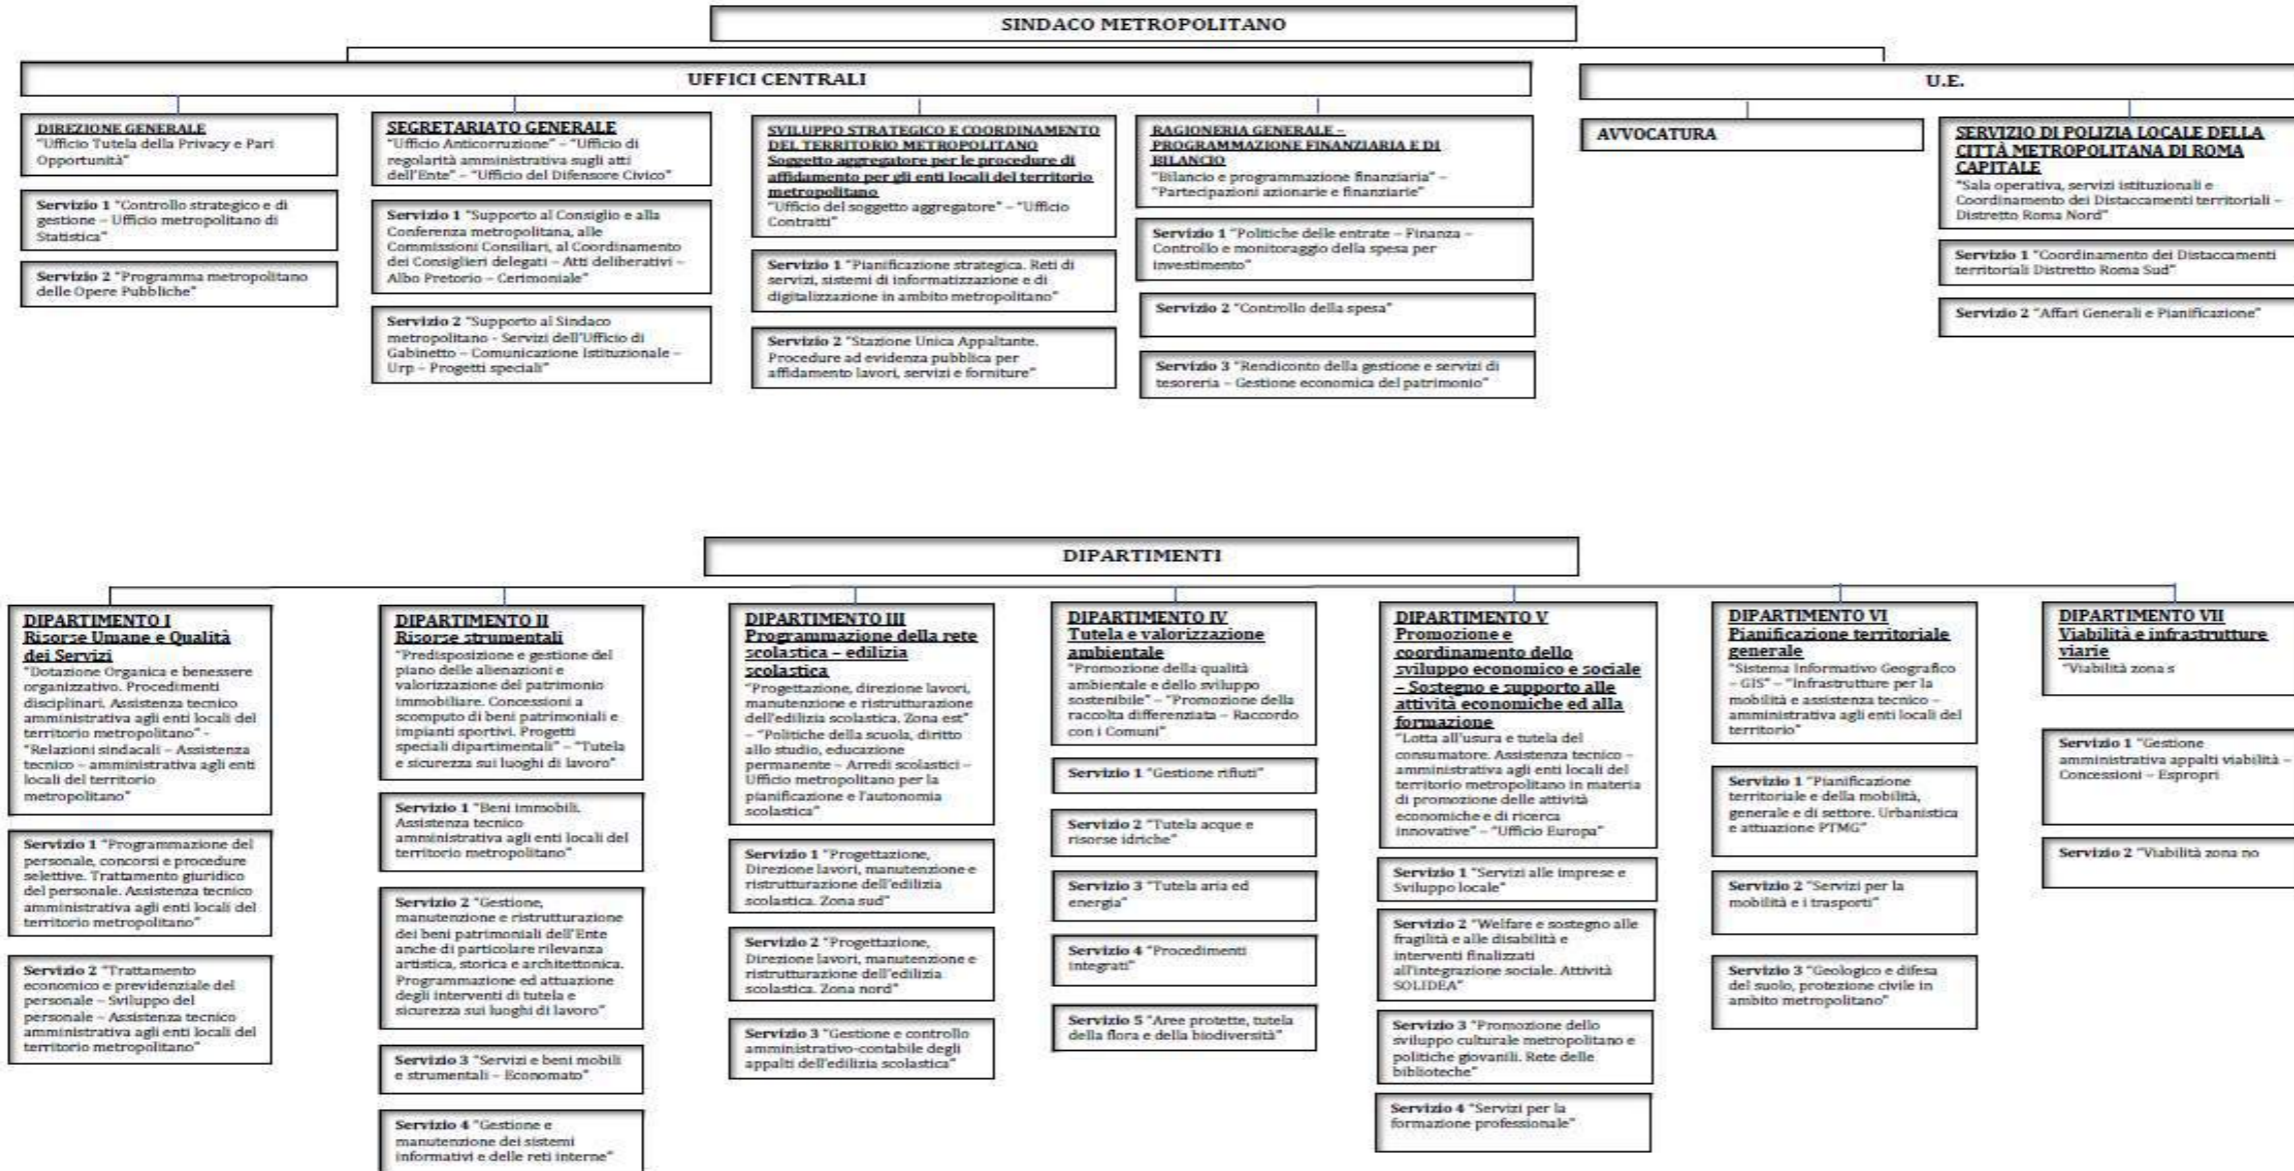 SINDACO METROPOLITANO
UFFICI CENTRALI
U.E.
DIREZIONE GENERALE
"Ufficio Tutela della Privacy e Pari
Opportunità"
Servizio 1 "Controllo strategico e di
gestione – Ufficio metropolitano di
Statistica"
Servizio 2 "Programma metropolitano
delle Opere Pubbliche"
SEGRETARIATO GENERALE
"Ufficio Anticorruzione" – "Ufficio di
regolarità amministrativa sugli atti
dell'Ente" – "Ufficio del Difensore Civico"
Servizio 1 "Supporto al Consiglio e alla
Conferenza metropolitana, alle
Commissioni Consiliari, al Coordinamento
dei Consiglieri delegati – Atti deliberativi –
Albo Pretorio – Cerimoniale"
Servizio 2 "Supporto al Sindaco
metropolitano - Servizi dell'Ufficio di
Gabinetto – Comunicazione Istituzionale –
Urp – Progetti speciali"
SVILUPPO STRATEGICO E COORDINAMENTO
DEL TERRITORIO METROPOLITANO
Soggetto aggregatore per le procedure di
affidamento per gli enti locali del territorio
metropolitano
"Ufficio del soggetto aggregatore" – "Ufficio
Contratti"
Servizio 1 "Pianificazione strategica. Reti di
servizi, sistemi di informatizzazione e di
digitalizzazione in ambito metropolitano"
Servizio 2 "Stazione Unica Appaltante.
Procedure ad evidenza pubblica per
affidamento lavori, servizi e forniture"
RAGIONERIA GENERALE –
PROGRAMMAZIONE FINANZIARIA E DI
BILANCIO
"Bilancio e programmazione finanziaria" –
"Partecipazioni azionarie e finanziarie"
Servizio 1 "Politiche delle entrate – Finanza –
Controllo e monitoraggio della spesa per
investimento"
Servizio 2 "Controllo della spesa"
Servizio 3 "Rendiconto della gestione e servizi di
tesoreria – Gestione economica del patrimonio"
AVVOCATURA
SERVIZIO DI POLIZIA LOCALE DELLA
CITTÀ METROPOLITANA DI ROMA
CAPITALE
"Sala operativa, servizi istituzionali e
Coordinamento dei Distaccamenti territoriali –
Distretto Roma Nord"
Servizio 1 "Coordinamento dei Distaccamenti
territoriali Distretto Roma Sud"
Servizio 2 "Affari Generali e Pianificazione"
DIPARTIMENTI
DIPARTIMENTO I
Risorse Umane e Qualità
dei Servizi
"Dotazione Organica e benessere
organizzativo. Procedimenti
disciplinari. Assistenza tecnico
amministrativa agli enti locali del
territorio metropolitano" -
"Relazioni sindacali – Assistenza
tecnico – amministrativa agli enti
locali del territorio
metropolitano"
Servizio 1 "Programmazione del
personale, concorsi e procedure
selettive. Trattamento giuridico
del personale. Assistenza tecnico
amministrativa agli enti locali del
territorio metropolitano"
Servizio 2 "Trattamento
economico e previdenziale del
personale – Sviluppo del
personale – Assistenza tecnico
amministrativa agli enti locali del
territorio metropolitano"
DIPARTIMENTO II
Risorse strumentali
"Predisposizione e gestione del
piano delle alienazioni e
valorizzazione del patrimonio
immobiliare. Concessioni a
scomputo di beni patrimoniali e
impianti sportivi. Progetti
speciali dipartimentali" – "Tutela
e sicurezza sui luoghi di lavoro"
Servizio 1 "Beni immobili.
Assistenza tecnico
amministrativa agli enti locali del
territorio metropolitano"
Servizio 2 "Gestione,
manutenzione e ristrutturazione
dei beni patrimoniali dell'Ente
anche di particolare rilevanza
artistica, storica e architettonica.
Programmazione ed attuazione
degli interventi di tutela e
sicurezza sui luoghi di lavoro"
Servizio 3 "Servizi e beni mobili
e strumentali – Economato"
Servizio 4 "Gestione e
manutenzione dei sistemi
informativi e delle reti interne"
DIPARTIMENTO III
Programmazione della rete
scolastica – edilizia
scolastica
"Progettazione, direzione lavori,
manutenzione e ristrutturazione
dell'edilizia scolastica. Zona est"
– "Politiche della scuola, diritto
allo studio, educazione
permanente – Arredi scolastici –
Ufficio metropolitano per la
pianificazione e l'autonomia
scolastica"
Servizio 1 "Progettazione,
Direzione lavori, manutenzione e
ristrutturazione dell'edilizia
scolastica. Zona sud"
Servizio 2 "Progettazione,
Direzione lavori, manutenzione e
ristrutturazione dell'edilizia
scolastica. Zona nord"
Servizio 3 "Gestione e controllo
amministrativo-contabile degli
appalti dell'edilizia scolastica"
DIPARTIMENTO IV
Tutela e valorizzazione
ambientale
"Promozione della qualità
ambientale e dello sviluppo
sostenibile" – "Promozione della
raccolta differenziata – Raccordo
con i Comuni"
Servizio 1 "Gestione rifiuti"
Servizio 2 "Tutela acque e
risorse idriche"
Servizio 3 "Tutela aria ed
energia"
Servizio 4 "Procedimenti
integrati"
Servizio 5 "Aree protette, tutela
della flora e della biodiversità"
DIPARTIMENTO V
Promozione e
coordinamento dello
sviluppo economico e sociale
– Sostegno e supporto alle
attività economiche ed alla
formazione
"Lotta all'usura e tutela del
consumatore. Assistenza tecnico –
amministrativa agli enti locali del
territorio metropolitano in materia
di promozione delle attività
economiche e di ricerca
innovative" – "Ufficio Europa"
Servizio 1 "Servizi alle imprese e
Sviluppo locale"
Servizio 2 "Welfare e sostegno alle
fragilità e alle disabilità e
interventi finalizzati
all'integrazione sociale. Attività
SOLIDEA"
Servizio 3 "Promozione dello
sviluppo culturale metropolitano e
politiche giovanili. Rete delle
biblioteche"
Servizio 4 "Servizi per la
formazione professionale"
DIPARTIMENTO VI
Pianificazione territoriale
generale
"Sistema Informativo Geografico
– GIS" – "Infrastrutture per la
mobilità e assistenza tecnico –
amministrativa agli enti locali del
territorio"
Servizio 1 "Pianificazione
territoriale e della mobilità,
generale e di settore. Urbanistica
e attuazione PTMG"
Servizio 2 "Servizi per la
mobilità e i trasporti"
Servizio 3 "Geologico e difesa
del suolo, protezione civile in
ambito metropolitano"
DIPARTIMENTO VII
Viabilità e infrastrutture
viarie
"Viabilità zona s
Servizio 1 "Gestione
amministrativa appalti viabilità –
Concessioni – Espropri
Servizio 2 "Viabilità zona no